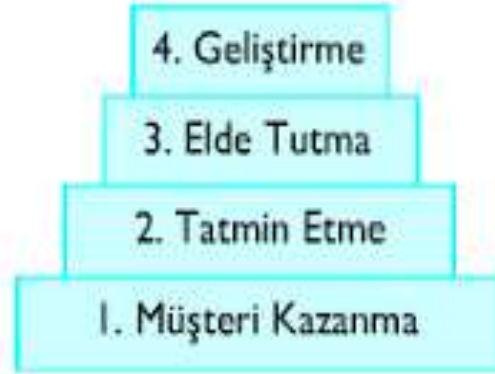 4. Geliştirme
3. Elde Tutma
2. Tatmin Etme
1. Müşteri Kazanma